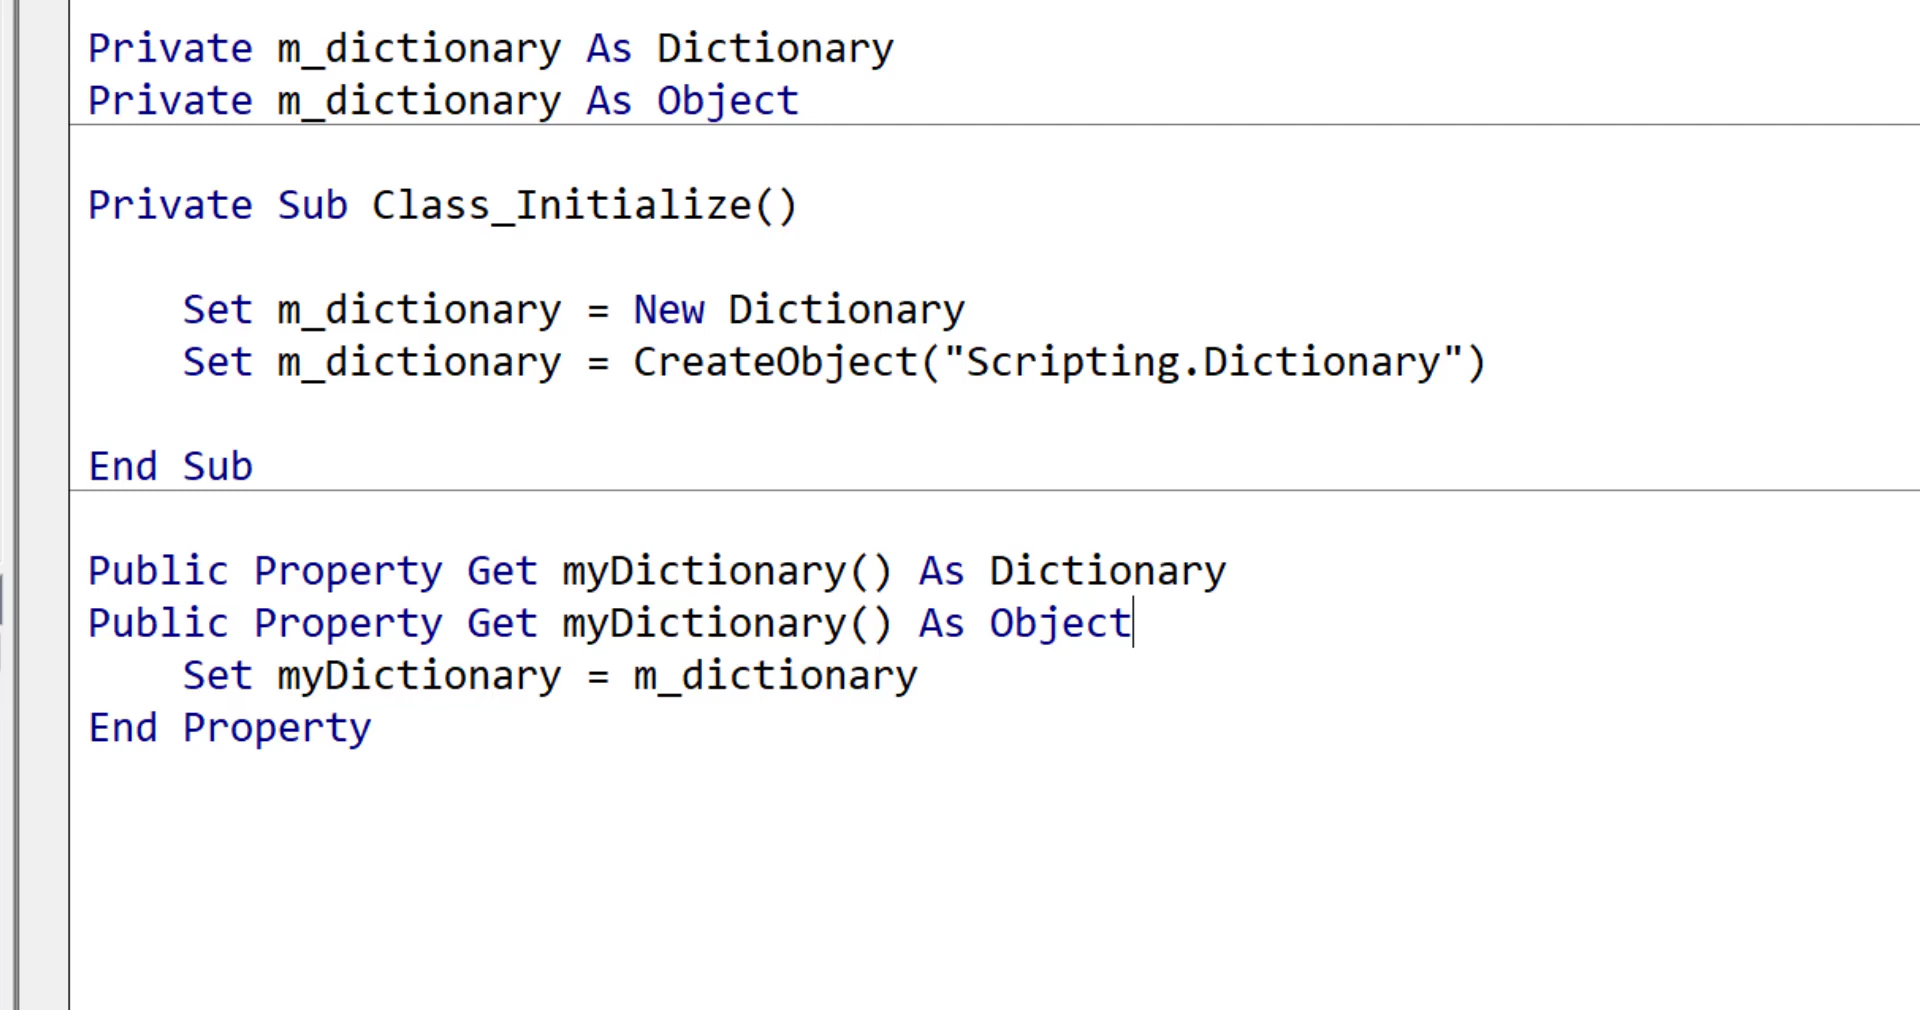 Private m_dictionary As Dictionary
Private m_dictionary As Object
Private Sub Class_Initialize()
Set m_dictionary = New Dictionary
Set m_dictionary = CreateObject("Scripting.Dictionary")
End Sub
Public Property Get myDictionary() As Dictionary
Public Property Get myDictionary() As Object
Set myDictionary = m_dictionary
End Property